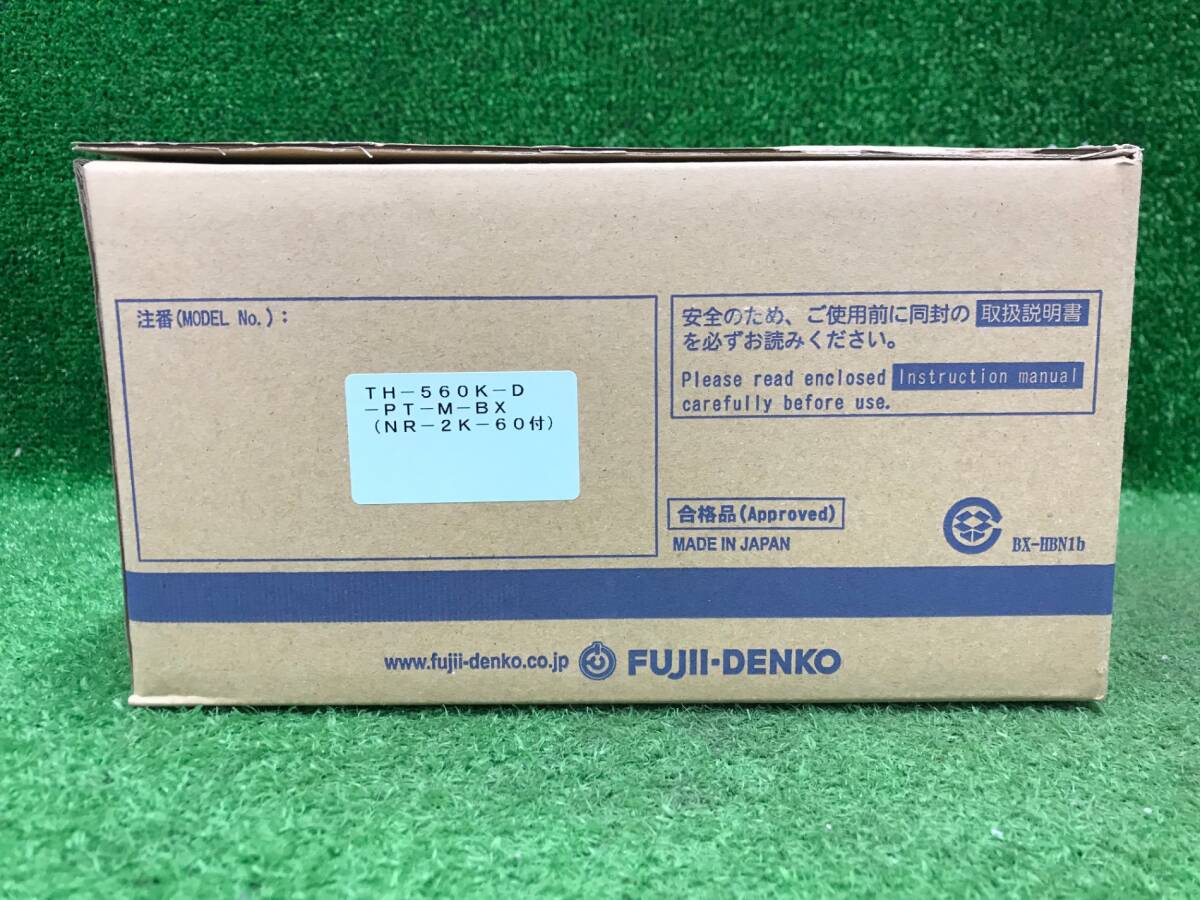 注番(MODEL No.):
TH-560K-D
-PT-M-BX
(NR-2K-60付)
安全のため、ご使用前に同封の 取扱説明書
を必ずお読みください。
Please read enclosed Instruction manual
carefully before use.
合格品(Approved)
MADE IN JAPAN
BX-HBN1b
www.fujii-denko.co.jp FUJII-DENKO